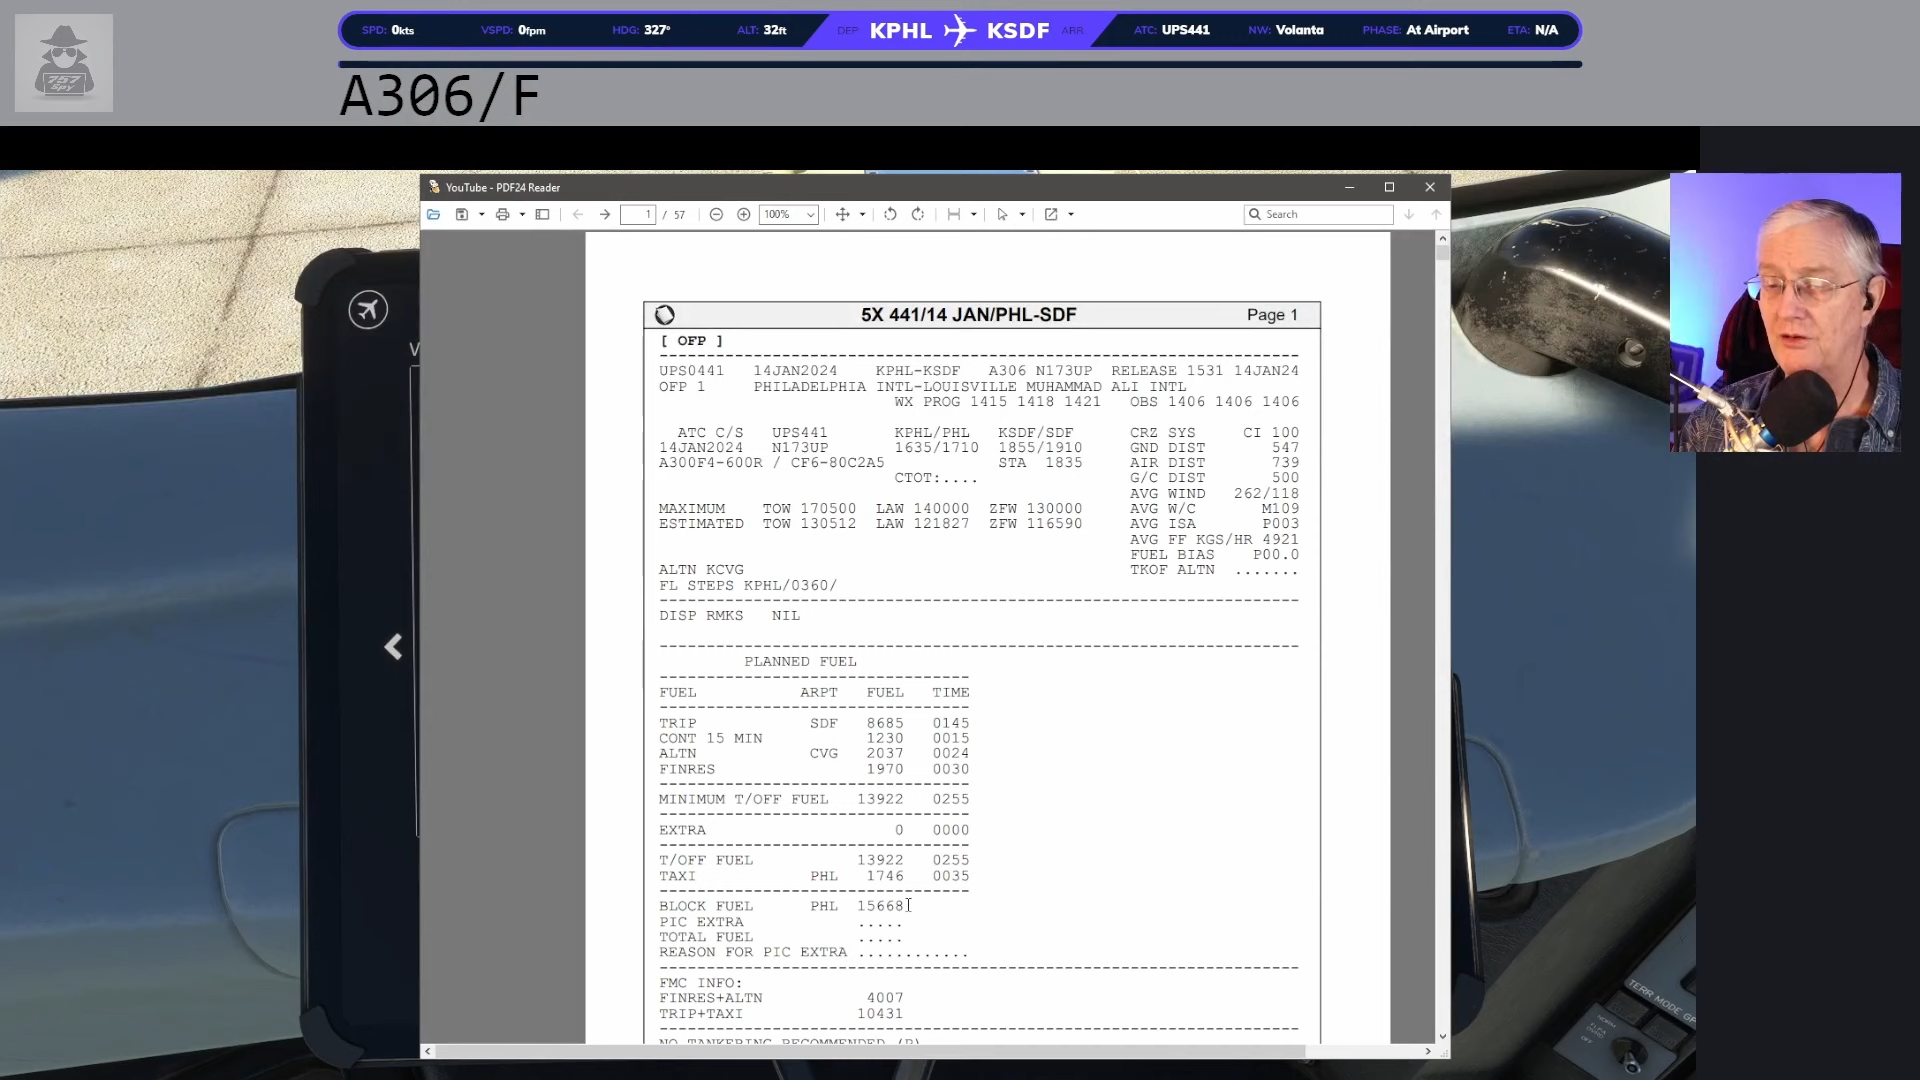 SPD: 0kts VSPD: 0fpm HDG: 327° ALT: 32ft DEP KPHL KSDF ARR ATC: UPS441 NW: Volanta PHASE: At Airport ETA: N/A
757
Spy
A306/F
YouTube - PDF24 Reader
1 / 57 100% Search
5X 441/14 JAN/PHL-SDF Page 1
[ OFP ]
UPS0441 14JAN2024 KPHL-KSDF A306 N173UP RELEASE 1531 14JAN24
OFP 1 PHILADELPHIA INTL-LOUISVILLE MUHAMMAD ALI INTL
WX PROG 1415 1418 1421 OBS 1406 1406 1406
ATC C/S UPS441 KPHL/PHL KSDF/SDF CRZ SYS CI 100
14JAN2024 N173UP 1635/1710 1855/1910 GND DIST 547
A300F4-600R / CF6-80C2A5 STA 1835 AIR DIST 739
CTOT:.... G/C DIST 500
AVG WIND 262/118
MAXIMUM TOW 170500 LAW 140000 ZFW 130000 AVG W/C M109
ESTIMATED TOW 130512 LAW 121827 ZFW 116590 AVG ISA P003
AVG FF KGS/HR 4921
FUEL BIAS P00.0
ALTN KCVG TKOF ALTN .......
FL STEPS KPHL/0360/
DISP RMKS NIL
PLANNED FUEL
FUEL ARPT FUEL TIME
TRIP SDF 8685 0145
CONT 15 MIN 1230 0015
ALTN CVG 2037 0024
FINRES 1970 0030
MINIMUM T/OFF FUEL 13922 0255
EXTRA 0 0000
T/OFF FUEL 13922 0255
TAXI PHL 1746 0035
BLOCK FUEL PHL 15668
PIC EXTRA .....
TOTAL FUEL .....
REASON FOR PIC EXTRA ............
FMC INFO:
FINRES+ALTN 4007
TRIP+TAXI 10431
NO TANKERING RECOMMENDED (P)